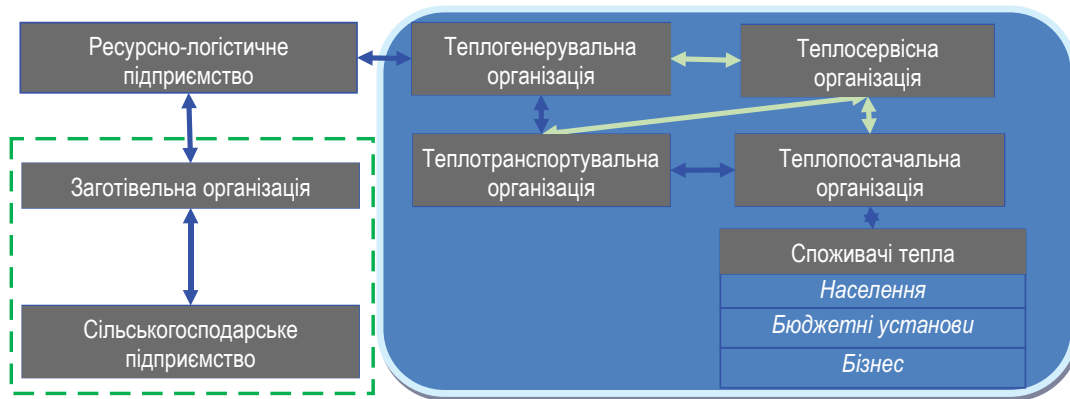 Ресурсно-логістичне
підприємство
Теплогенерувальна
організація
Теплосервісна
організація
Заготівельна організація
Теплотранспортувальна
організація
Теплопостачальна
організація
Споживачі тепла
Населення
Бюджетні установи
Бізнес
Сільськогосподарське
підприємство